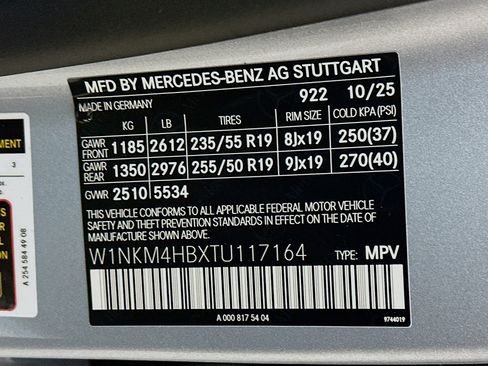 MFD BY MERCEDES-BENZ AG STUTTGART
MADE IN GERMANY 922 10/25
KG LB TIRES RIM SIZE COLD KPA(PSI)
GAWR FRONT 1185 2612 235/55 R19 8Jx19 250(37)
GAWR REAR 1350 2976 255/50 R19 9Jx19 270(40)
GVWR 2510 5534
THIS VEHICLE CONFORMS TO ALL APPLICABLE FEDERAL MOTOR VEHICLE
SAFETY AND THEFT PREVENTION STANDARDS IN EFFECT ON THE DATE OF
MANUFACTURE SHOWN ABOVE.
W1NKM4HBXTU117164 TYPE: MPV
A 000 817 54 04
9744019
3
A 254 584 49 08